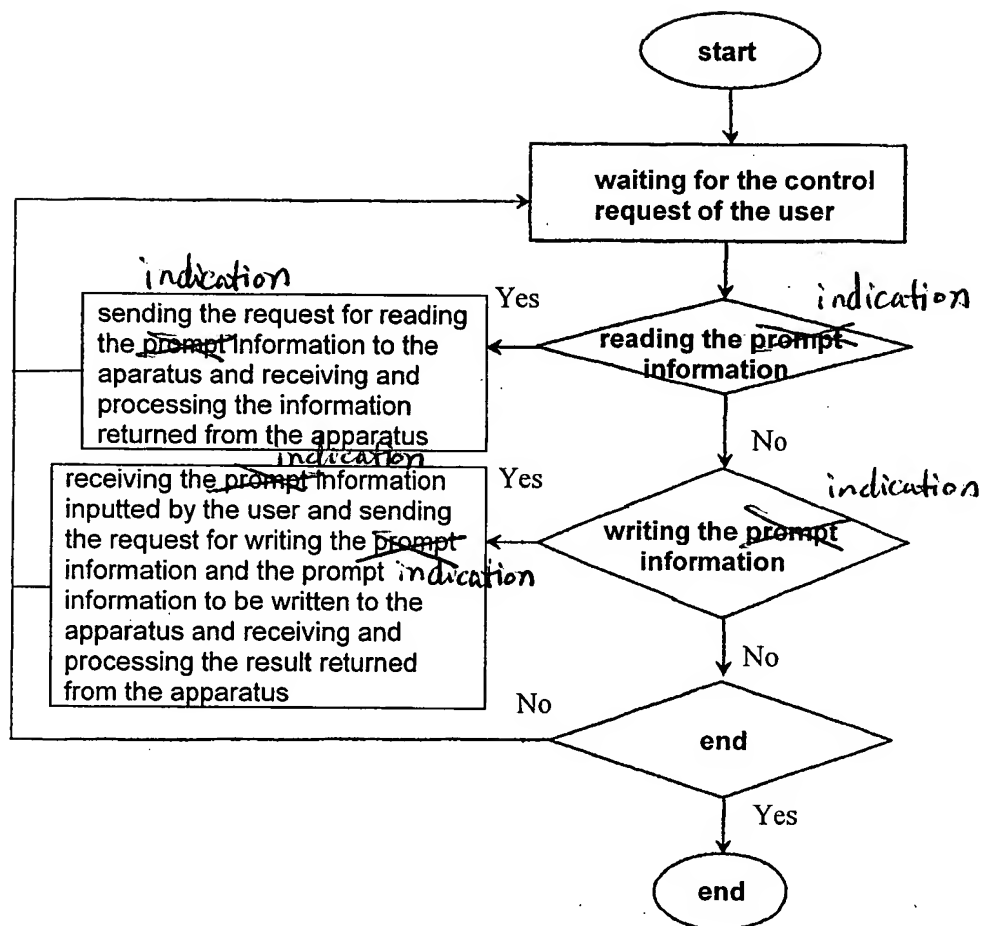 start
waiting for the control
request of the user
indication
Yes
indication
sending the request for reading
the prompt information to the
aparatus and receiving and
processing the information
returned from the apparatus
reading the prompt
information
No
indication
receiving the prompt information
inputted by the user and sending
the request for writing the prompt
information and the prompt indication
information to be written to the
apparatus and receiving and
processing the result returned
from the apparatus
Yes
indication
writing the prompt
information
No
No
end
Yes
end